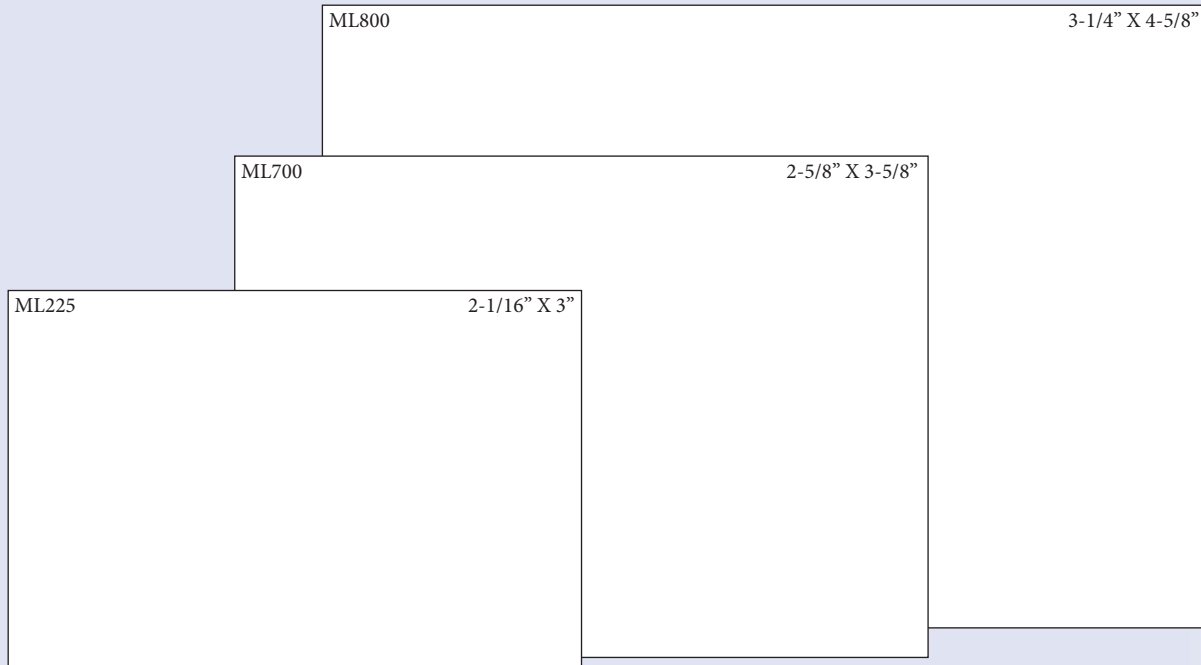 ML800 3-1/4” X 4-5/8”
ML700 2-5/8” X 3-5/8”
ML225 2-1/16” X 3”